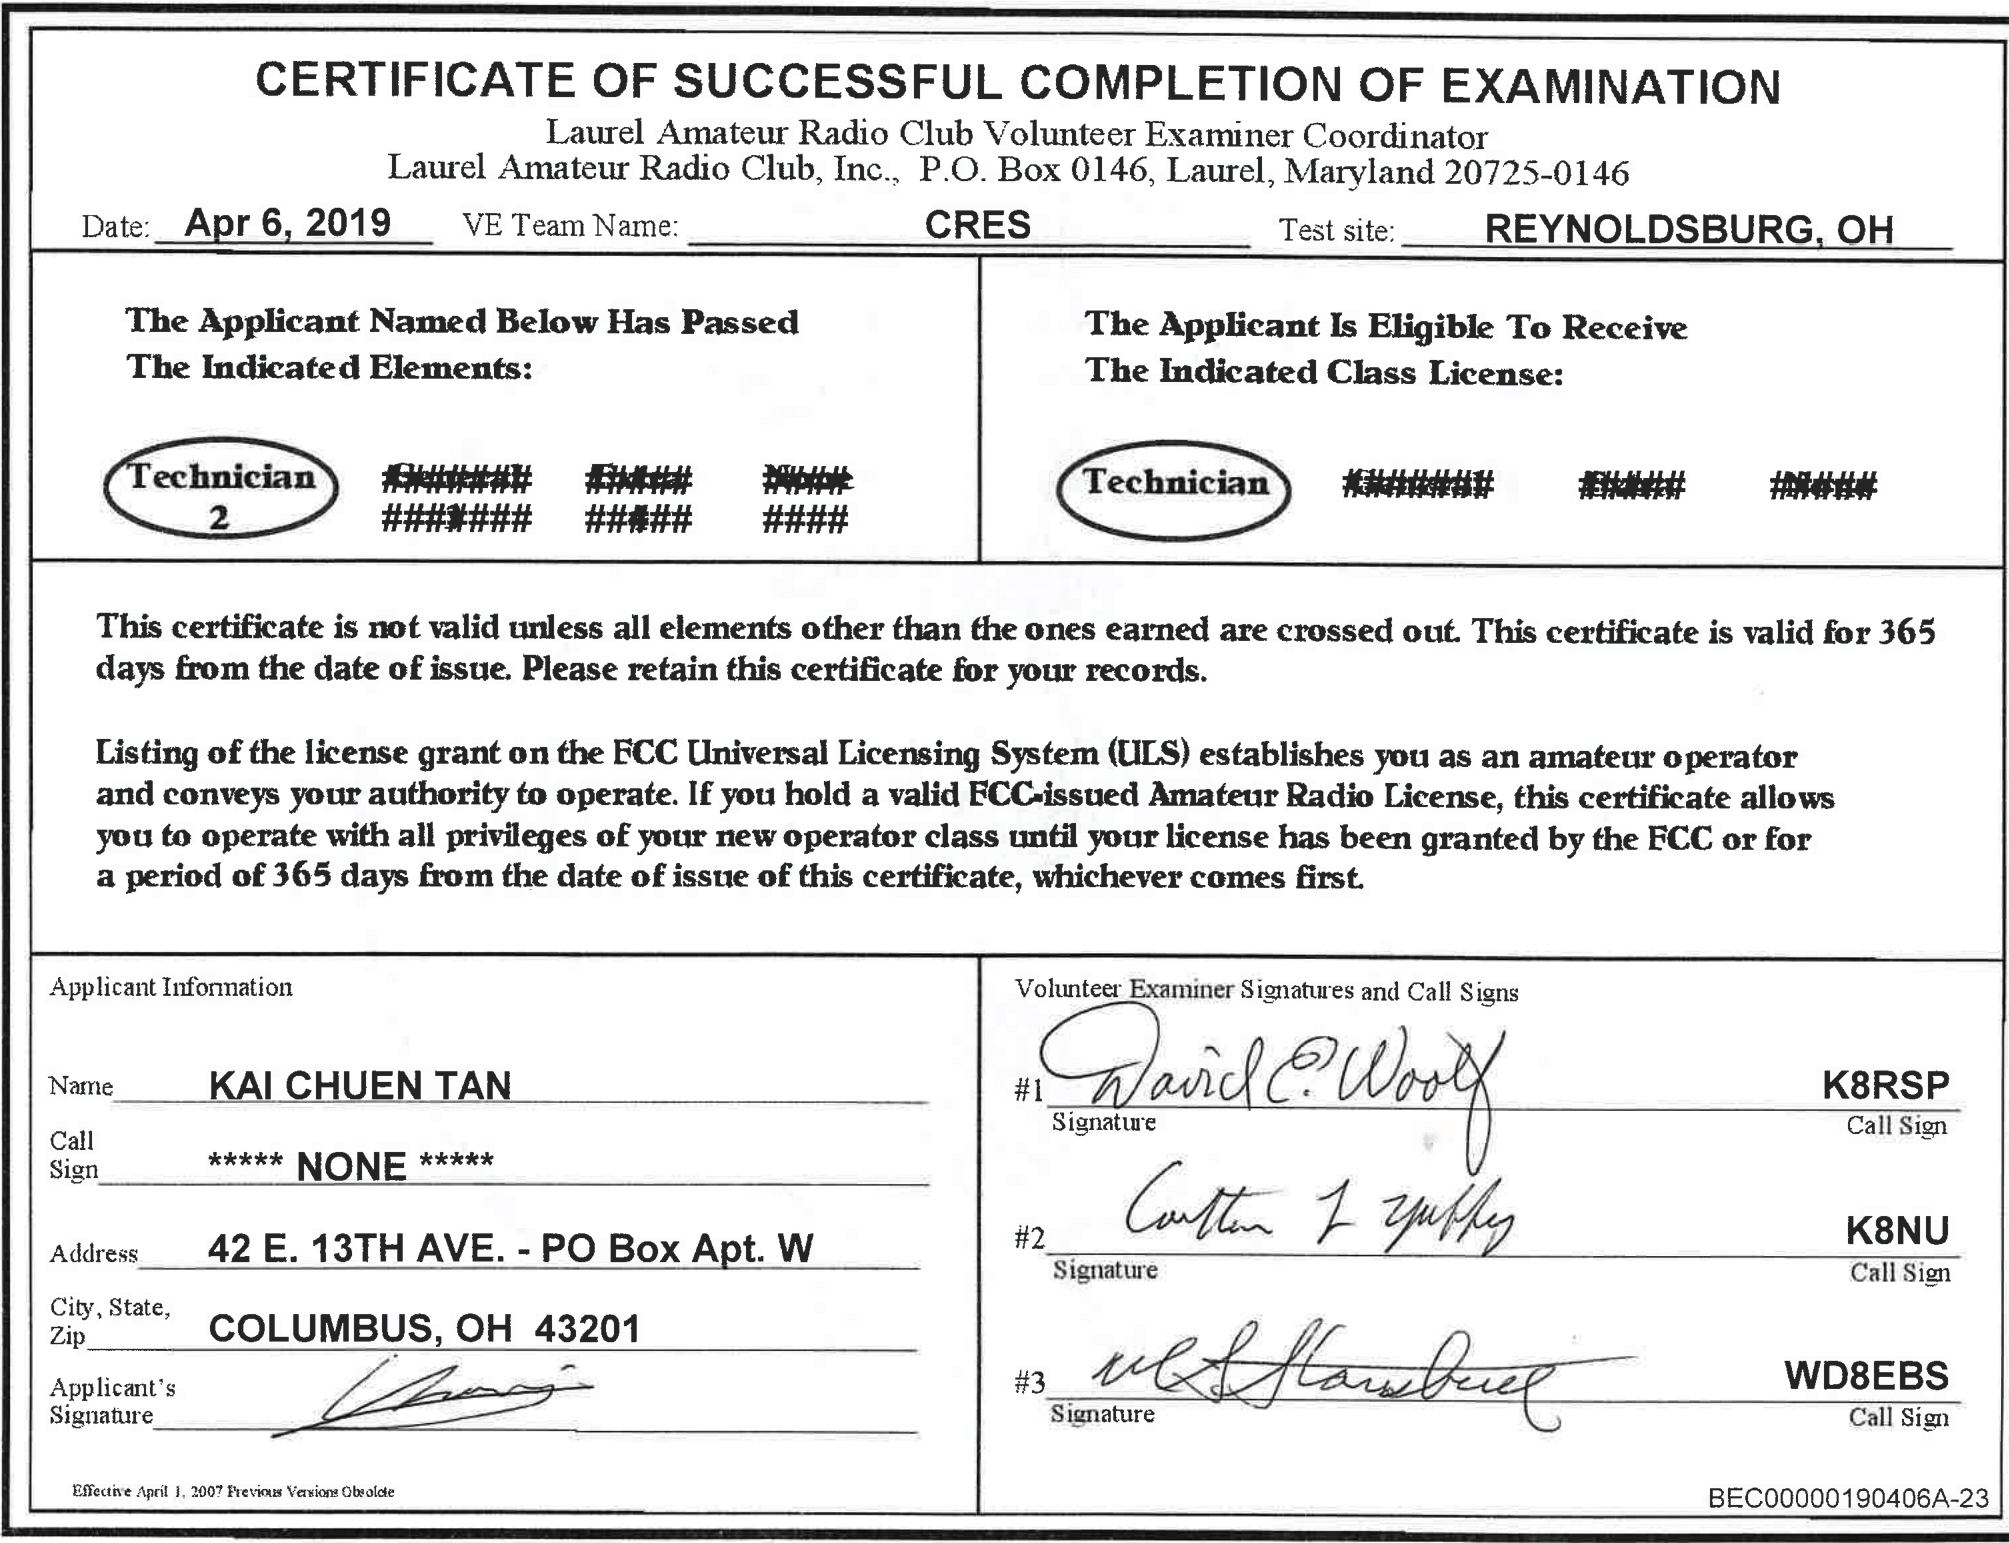 CERTIFICATE OF SUCCESSFUL COMPLETION OF EXAMINATION
Laurel Amateur Radio Club Volunteer Examiner Coordinator
Laurel Amateur Radio Club, Inc., P.O. Box 0146, Laurel, Maryland 20725-0146
Date: Apr 6, 2019 VE Team Name: CRES Test site: REYNOLDSBURG, OH
The Applicant Named Below Has Passed
The Indicated Elements:
Technician
2
The Applicant Is Eligible To Receive
The Indicated Class License:
Technician
This certificate is not valid unless all elements other than the ones earned are crossed out. This certificate is valid for 365
days from the date of issue. Please retain this certificate for your records.
Listing of the license grant on the FCC Universal Licensing System (ULS) establishes you as an amateur operator
and conveys your authority to operate. If you hold a valid FCC-issued Amateur Radio License, this certificate allows
you to operate with all privileges of your new operator class until your license has been granted by the FCC or for
a period of 365 days from the date of issue of this certificate, whichever comes first.
Applicant Information
Name KAI CHUEN TAN
Call
Sign ***** NONE *****
Address 42 E. 13TH AVE. - PO Box Apt. W
City, State,
Zip COLUMBUS, OH 43201
Applicant's
Signature
Effective April 1, 2007 Previous Versions Obsolete
Volunteer Examiner Signatures and Call Signs
#1 David E. Woolf K8RSP
Signature Call Sign
#2 K8NU
Signature Call Sign
#3 WD8EBS
Signature Call Sign
BEC00000190406A-23